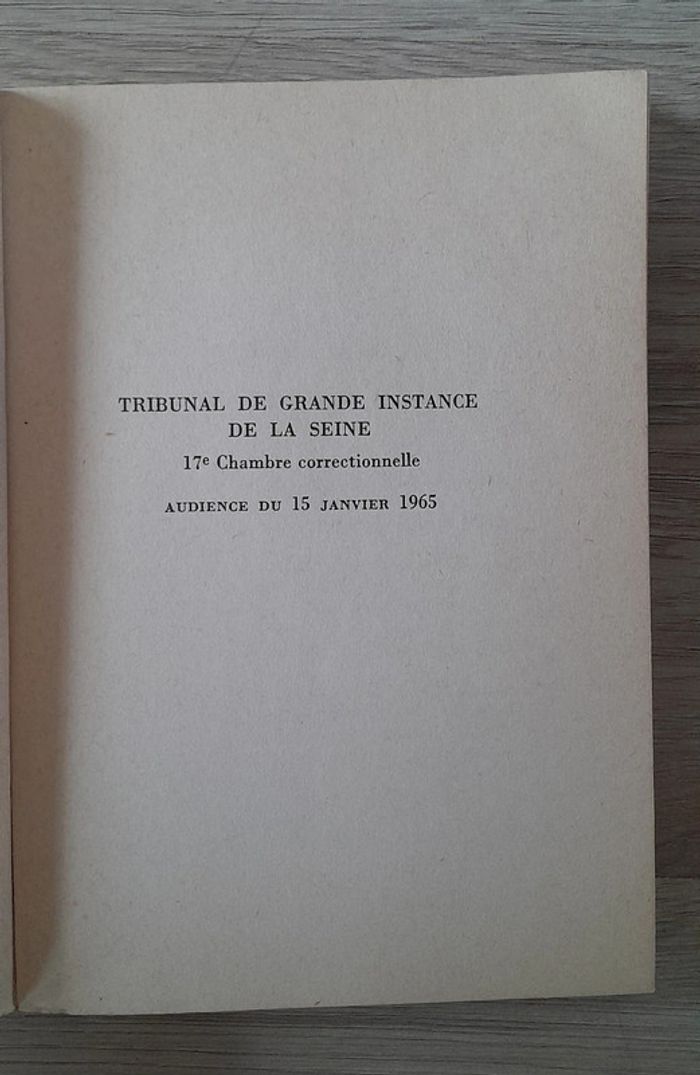 TRIBUNAL DE GRANDE INSTANCE
DE LA SEINE
17e Chambre correctionnelle
AUDIENCE DU 15 JANVIER 1965